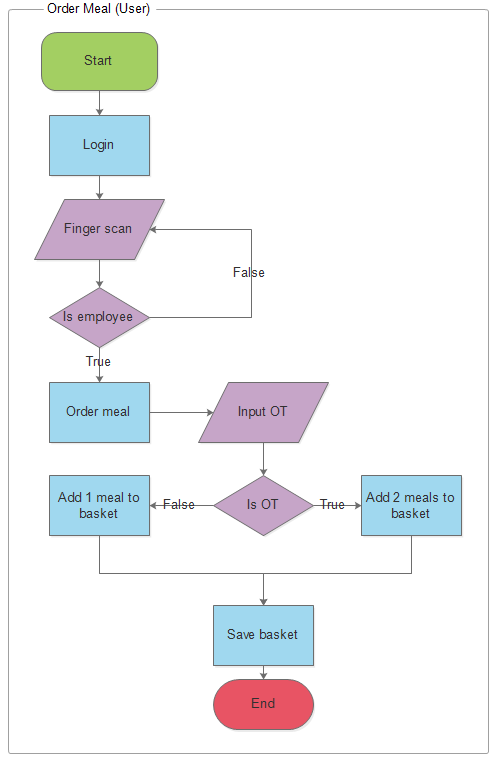 Order Meal (User)
Start
Login
Finger scan
False
Is employee
True
Order meal
Input OT
Add 1 meal to
basket
False
Is OT
True
Add 2 meals to
basket
Save basket
End